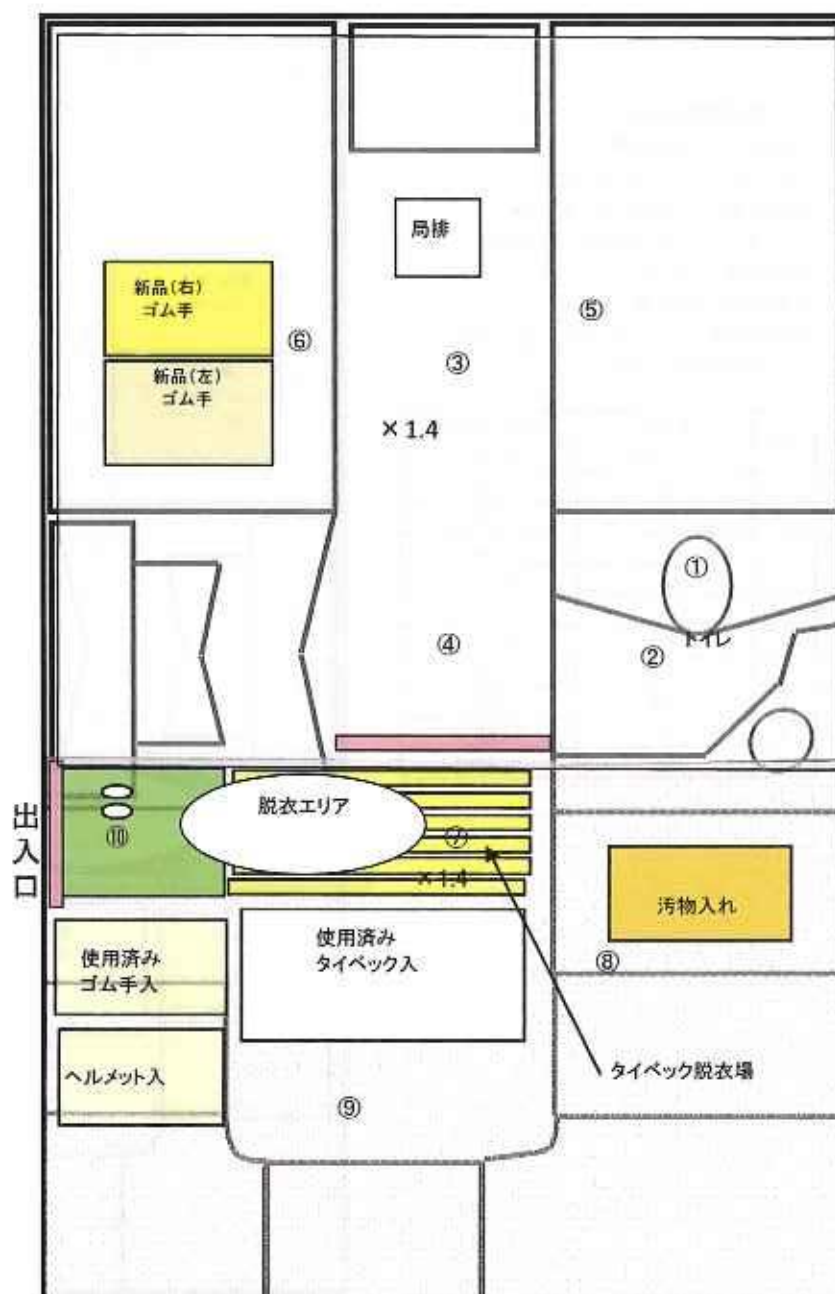 局排
新品(右)
ゴム手
⑥
新品(左)
ゴム手
③
⑤
×1.4
①
トイレ
②
④
出入口
脱衣エリア
⑩
⑦
×1.4
汚物入れ
使用済み
ゴム手入
使用済み
タイベック入
⑧
ヘルメット入
タイベック脱衣場
⑨